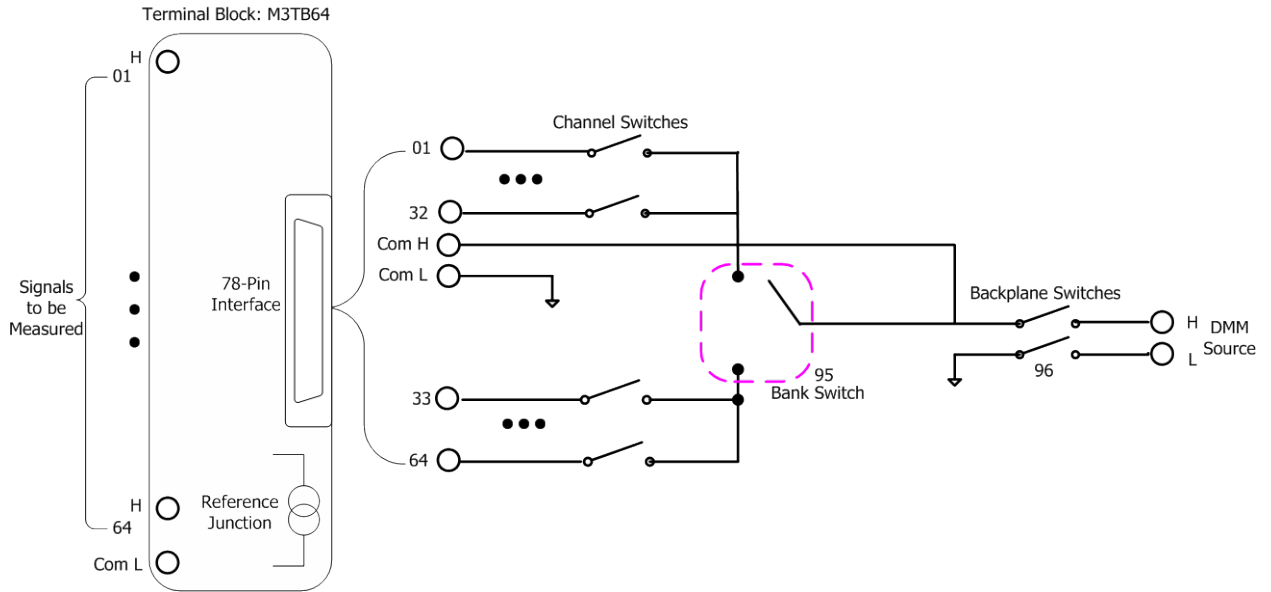 Terminal Block: M3TB64
H
01
Signals
to be
Measured
78-Pin
Interface
H
64
Reference
Junction
Com L
Channel Switches
01
32
Com H
Com L
33
64
95
Bank Switch
Backplane Switches
96
H
L
DMM
Source